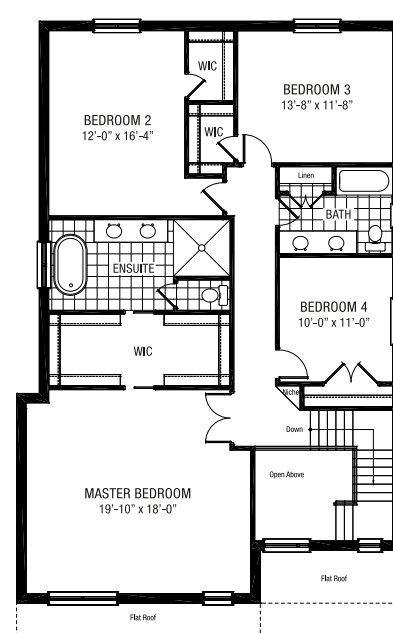 WIC
BEDROOM 3
13'-8" x 11'-8"
BEDROOM 2
12'-0" x 16'-4"
WIC
Linen
BATH
ENSUITE
BEDROOM 4
10'-0" x 11'-0"
WIC
Niche
Down
Open Above
MASTER BEDROOM
19'-10" x 18'-0"
Flat Roof
Flat Roof